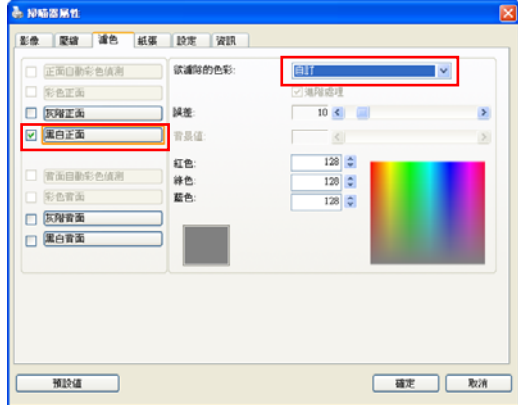 掃瞄器屬性
影像 壓縮 濾色 紙張 設定 資訊
正面自動彩色偵測
彩色正面
灰階正面
黑白正面
背面自動彩色偵測
彩色背面
灰階背面
黑白背面
欲濾除的色彩: 自訂
進階處理
誤差: 10
背景值:
紅色: 128
綠色: 128
藍色: 128
預設值 確定 取消